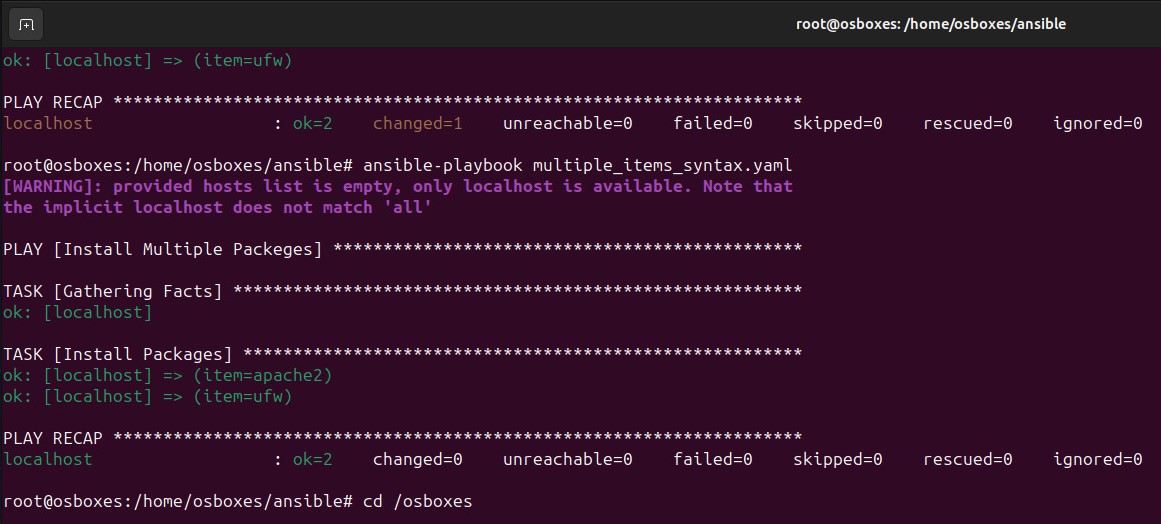 root@osboxes: /home/osboxes/ansible
ok: [localhost] => (item=ufw)
PLAY RECAP *********************************************************************
localhost                  : ok=2    changed=1    unreachable=0    failed=0    skipped=0    rescued=0    ignored=0
root@osboxes:/home/osboxes/ansible# ansible-playbook multiple_items_syntax.yaml
[WARNING]: provided hosts list is empty, only localhost is available. Note that
the implicit localhost does not match 'all'
PLAY [Install Multiple Packeges] ***********************************************
TASK [Gathering Facts] *********************************************************
ok: [localhost]
TASK [Install Packages] ********************************************************
ok: [localhost] => (item=apache2)
ok: [localhost] => (item=ufw)
PLAY RECAP *********************************************************************
localhost                  : ok=2    changed=0    unreachable=0    failed=0    skipped=0    rescued=0    ignored=0
root@osboxes:/home/osboxes/ansible# cd /osboxes